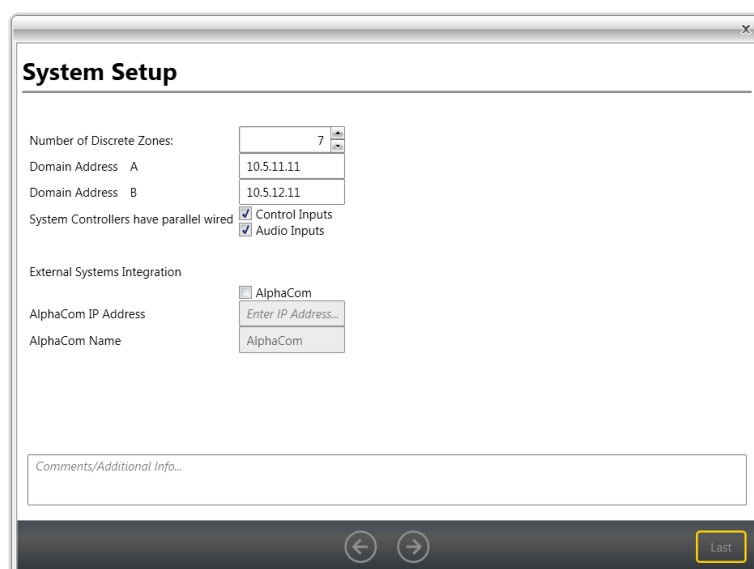 x
System Setup
Number of Discrete Zones: 7
Domain Address A 10.5.11.11
Domain Address B 10.5.12.11
System Controllers have parallel wired Control Inputs
Audio Inputs
External Systems Integration
AlphaCom
AlphaCom IP Address Enter IP Address...
AlphaCom Name AlphaCom
Comments/Additional Info...
Last